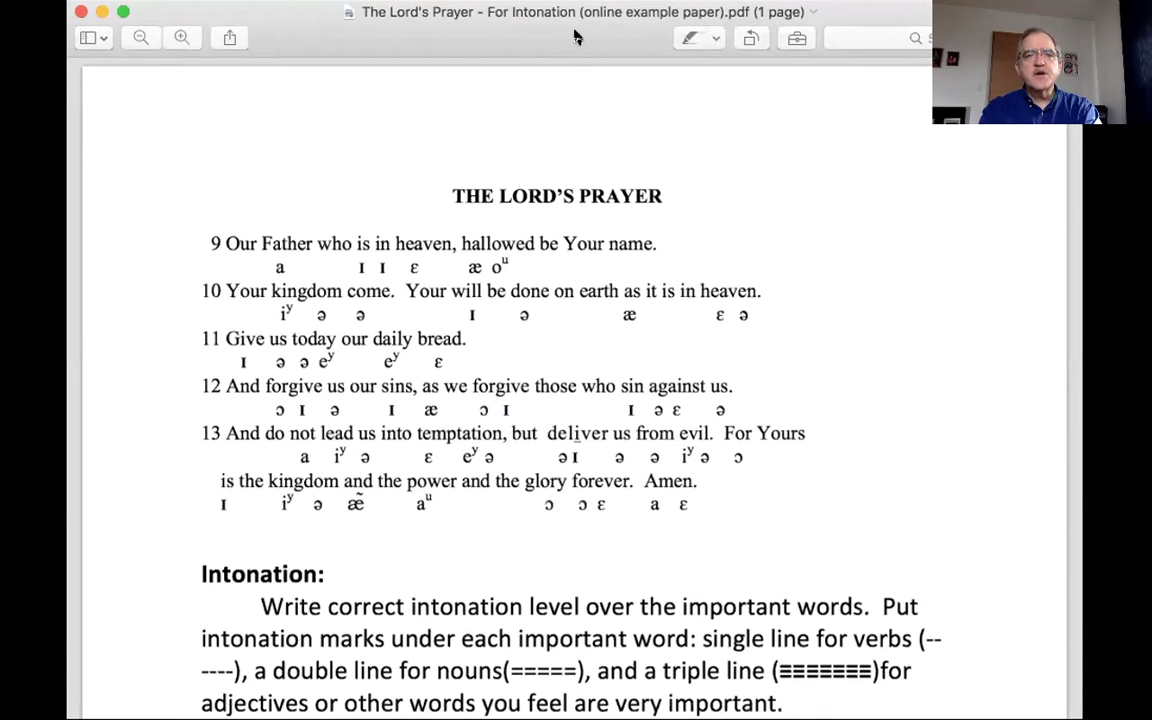 The Lord's Prayer - For Intonation (online example paper).pdf (1 page)
THE LORD'S PRAYER
9 Our Father who is in heaven, hallowed be Your name.
a ɪ ɪ ɛ æ oᵘ
10 Your kingdom come. Your will be done on earth as it is in heaven.
iʸ ə ə ɪ ə æ ɛ ə
11 Give us today our daily bread.
ɪ ə ə eʸ eʸ ɛ
12 And forgive us our sins, as we forgive those who sin against us.
ɔ ɪ ə ɪ æ ɔ ɪ ɪ ə ɛ ə
13 And do not lead us into temptation, but deliver us from evil. For Yours
a iʸ ə ɛ eʸ ə ə ɪ ə ə iʸ ə ɔ
is the kingdom and the power and the glory forever. Amen.
ɪ iʸ ə æ̃ aᵘ ɔ ɔ ɛ a ɛ
Intonation:
Write correct intonation level over the important words. Put
intonation marks under each important word: single line for verbs (--
----), a double line for nouns(=====), and a triple line (≡≡≡≡≡≡≡)for
adjectives or other words you feel are very important.